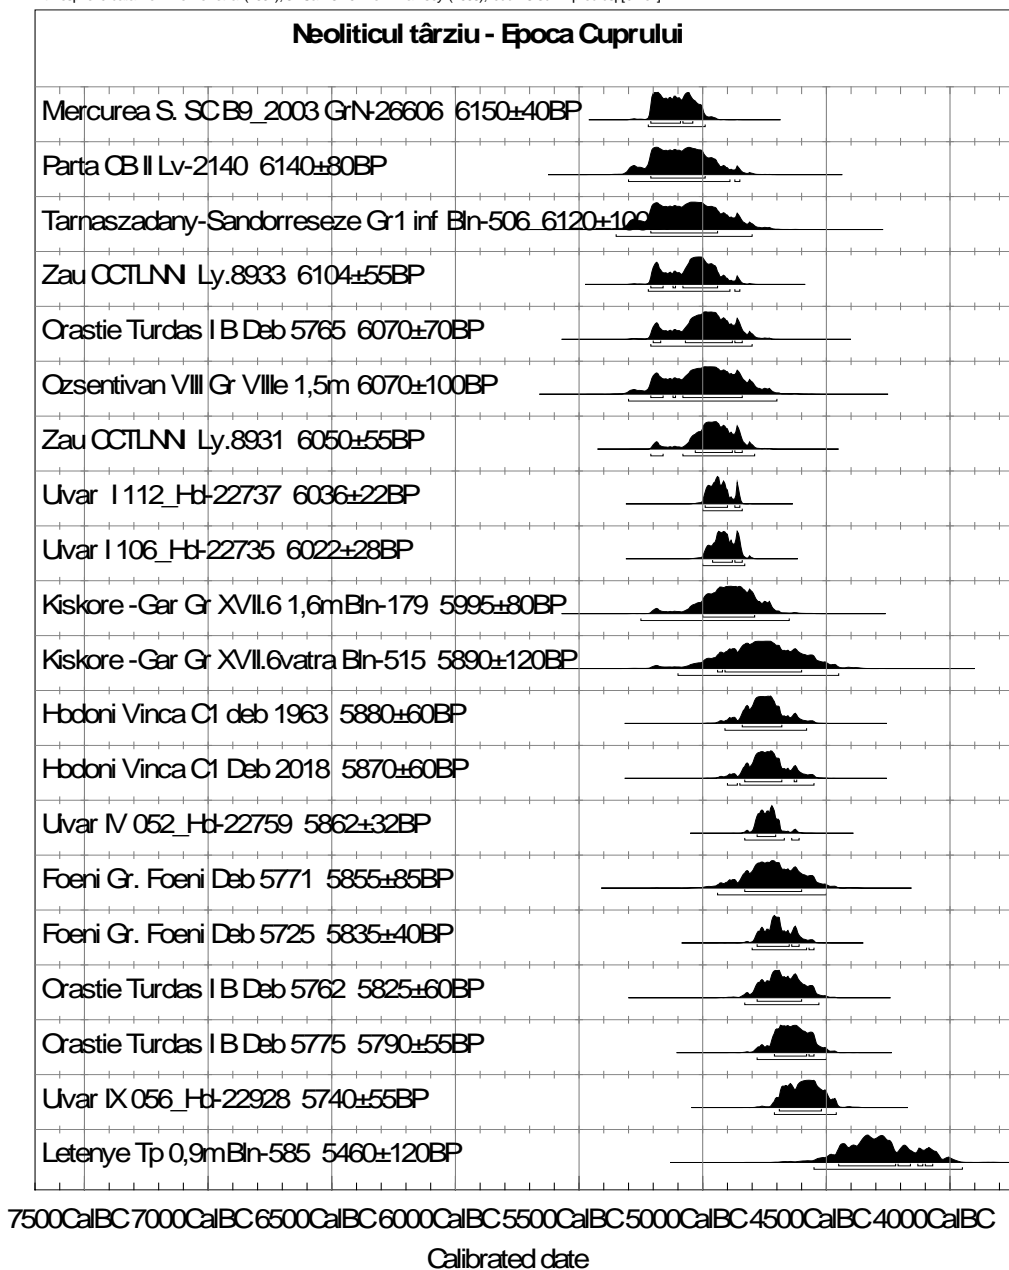 Neoliticul târziu - Epoca Cuprului
Mercurea S. SC B9_2003 GrN-26606 6150±40BP
Parta CB II Lv-2140 6140±80BP
Tarnaszadany-Sandorreseze Gr1 inf Bln-506 6120±100
Zau CCTLNNI Ly.8933 6104±55BP
Orastie Turdas I B Deb 5765 6070±70BP
Ozsentivan VIII Gr VIIIe 1,5m 6070±100BP
Zau CCTLNNI Ly.8931 6050±55BP
Uivar I 112_Hd-22737 6036±22BP
Uivar I 106_Hd-22735 6022±28BP
Kiskore -Gar Gr XVII.6 1,6m Bln-179 5995±80BP
Kiskore -Gar Gr XVII.6vatra Bln-515 5890±120BP
Hodoni Vinca C1 deb 1963 5880±60BP
Hodoni Vinca C1 Deb 2018 5870±60BP
Uivar IV 052_Hd-22759 5862±32BP
Foeni Gr. Foeni Deb 5771 5855±85BP
Foeni Gr. Foeni Deb 5725 5835±40BP
Orastie Turdas I B Deb 5762 5825±60BP
Orastie Turdas I B Deb 5775 5790±55BP
Uivar IX 056_Hd-22928 5740±55BP
Letenye Tp 0,9m Bln-585 5460±120BP
7500CalBC 7000CalBC 6500CalBC 6000CalBC 5500CalBC 5000CalBC 4500CalBC 4000CalBC
Calibrated date